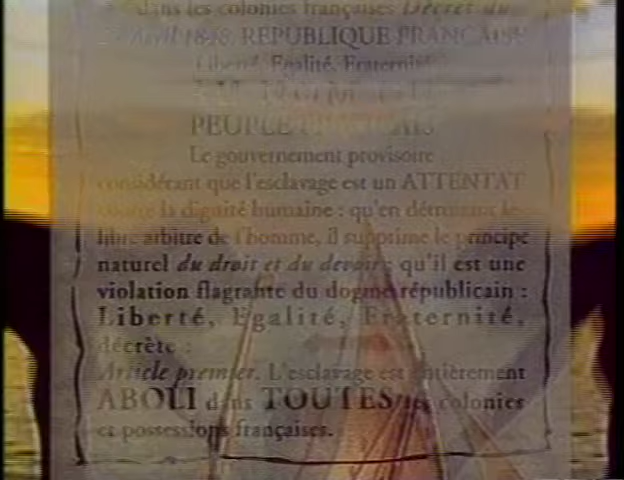 dans les colonies françaises Décret du
Avril 1848. REPUBLIQUE FRANÇAISE
Liberté, Egalité, Fraternité
PEUPLE FRANÇAIS
Le gouvernement provisoire
considérant que l'esclavage est un ATTENTAT
contre la dignité humaine : qu'en détruisant le
libre arbitre de l'homme, il supprime le principe
naturel du droit et du devoir : qu'il est une
violation flagrante du dogme républicain :
Liberté, Egalité, Fraternité,
décrète :
Article premier. L'esclavage est entièrement
ABOLI dans TOUTES les colonies
et possessions françaises.